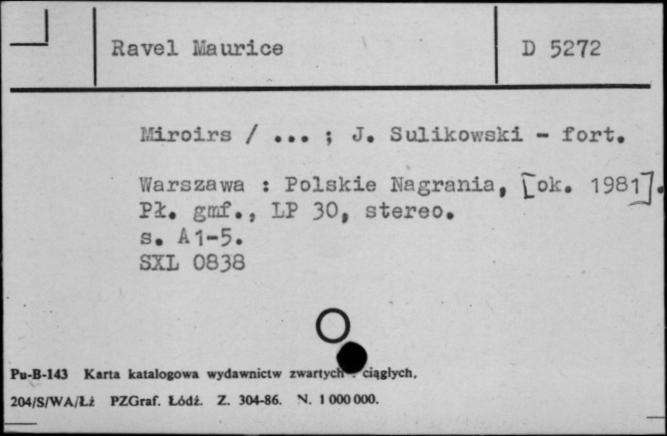 Ravel Maurice
D 5272
Miroirs / ... ; J. Sulikowski - fort.
Warszawa : Polskie Nagrania, [ok. 1981].
Pł. gmf., LP 30, stereo.
s. A1-5.
SXL 0838
Pu-B-143 Karta katalogowa wydawnictw zwartych ciągłych.
204/S/WA/Łż PZGraf. Łódź. Z. 304-86. N. 1 000 000.